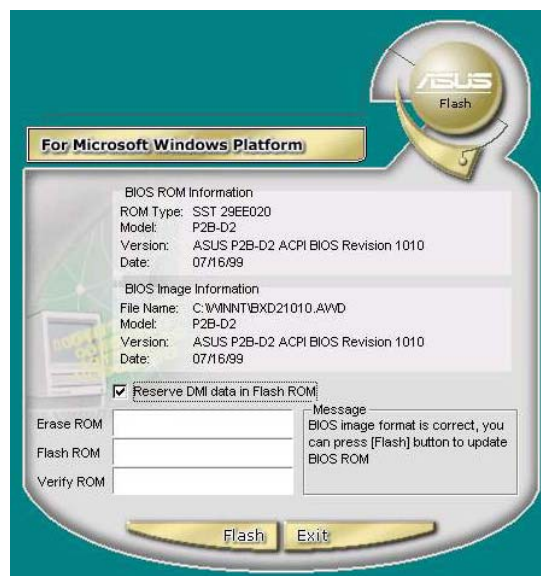 ASUS
Flash
For Microsoft Windows Platform
BIOS ROM Information
ROM Type: SST 29EE020
Model: P2B-D2
Version: ASUS P2B-D2 ACPI BIOS Revision 1010
Date: 07/16/99
BIOS Image Information
File Name: C:\WINNT\BXD21010.AWD
Model: P2B-D2
Version: ASUS P2B-D2 ACPI BIOS Revision 1010
Date: 07/16/99
Reserve DMI data in Flash ROM
Erase ROM
Flash ROM
Verify ROM
Message
BIOS image format is correct, you
can press [Flash] button to update
BIOS ROM
Flash
Exit